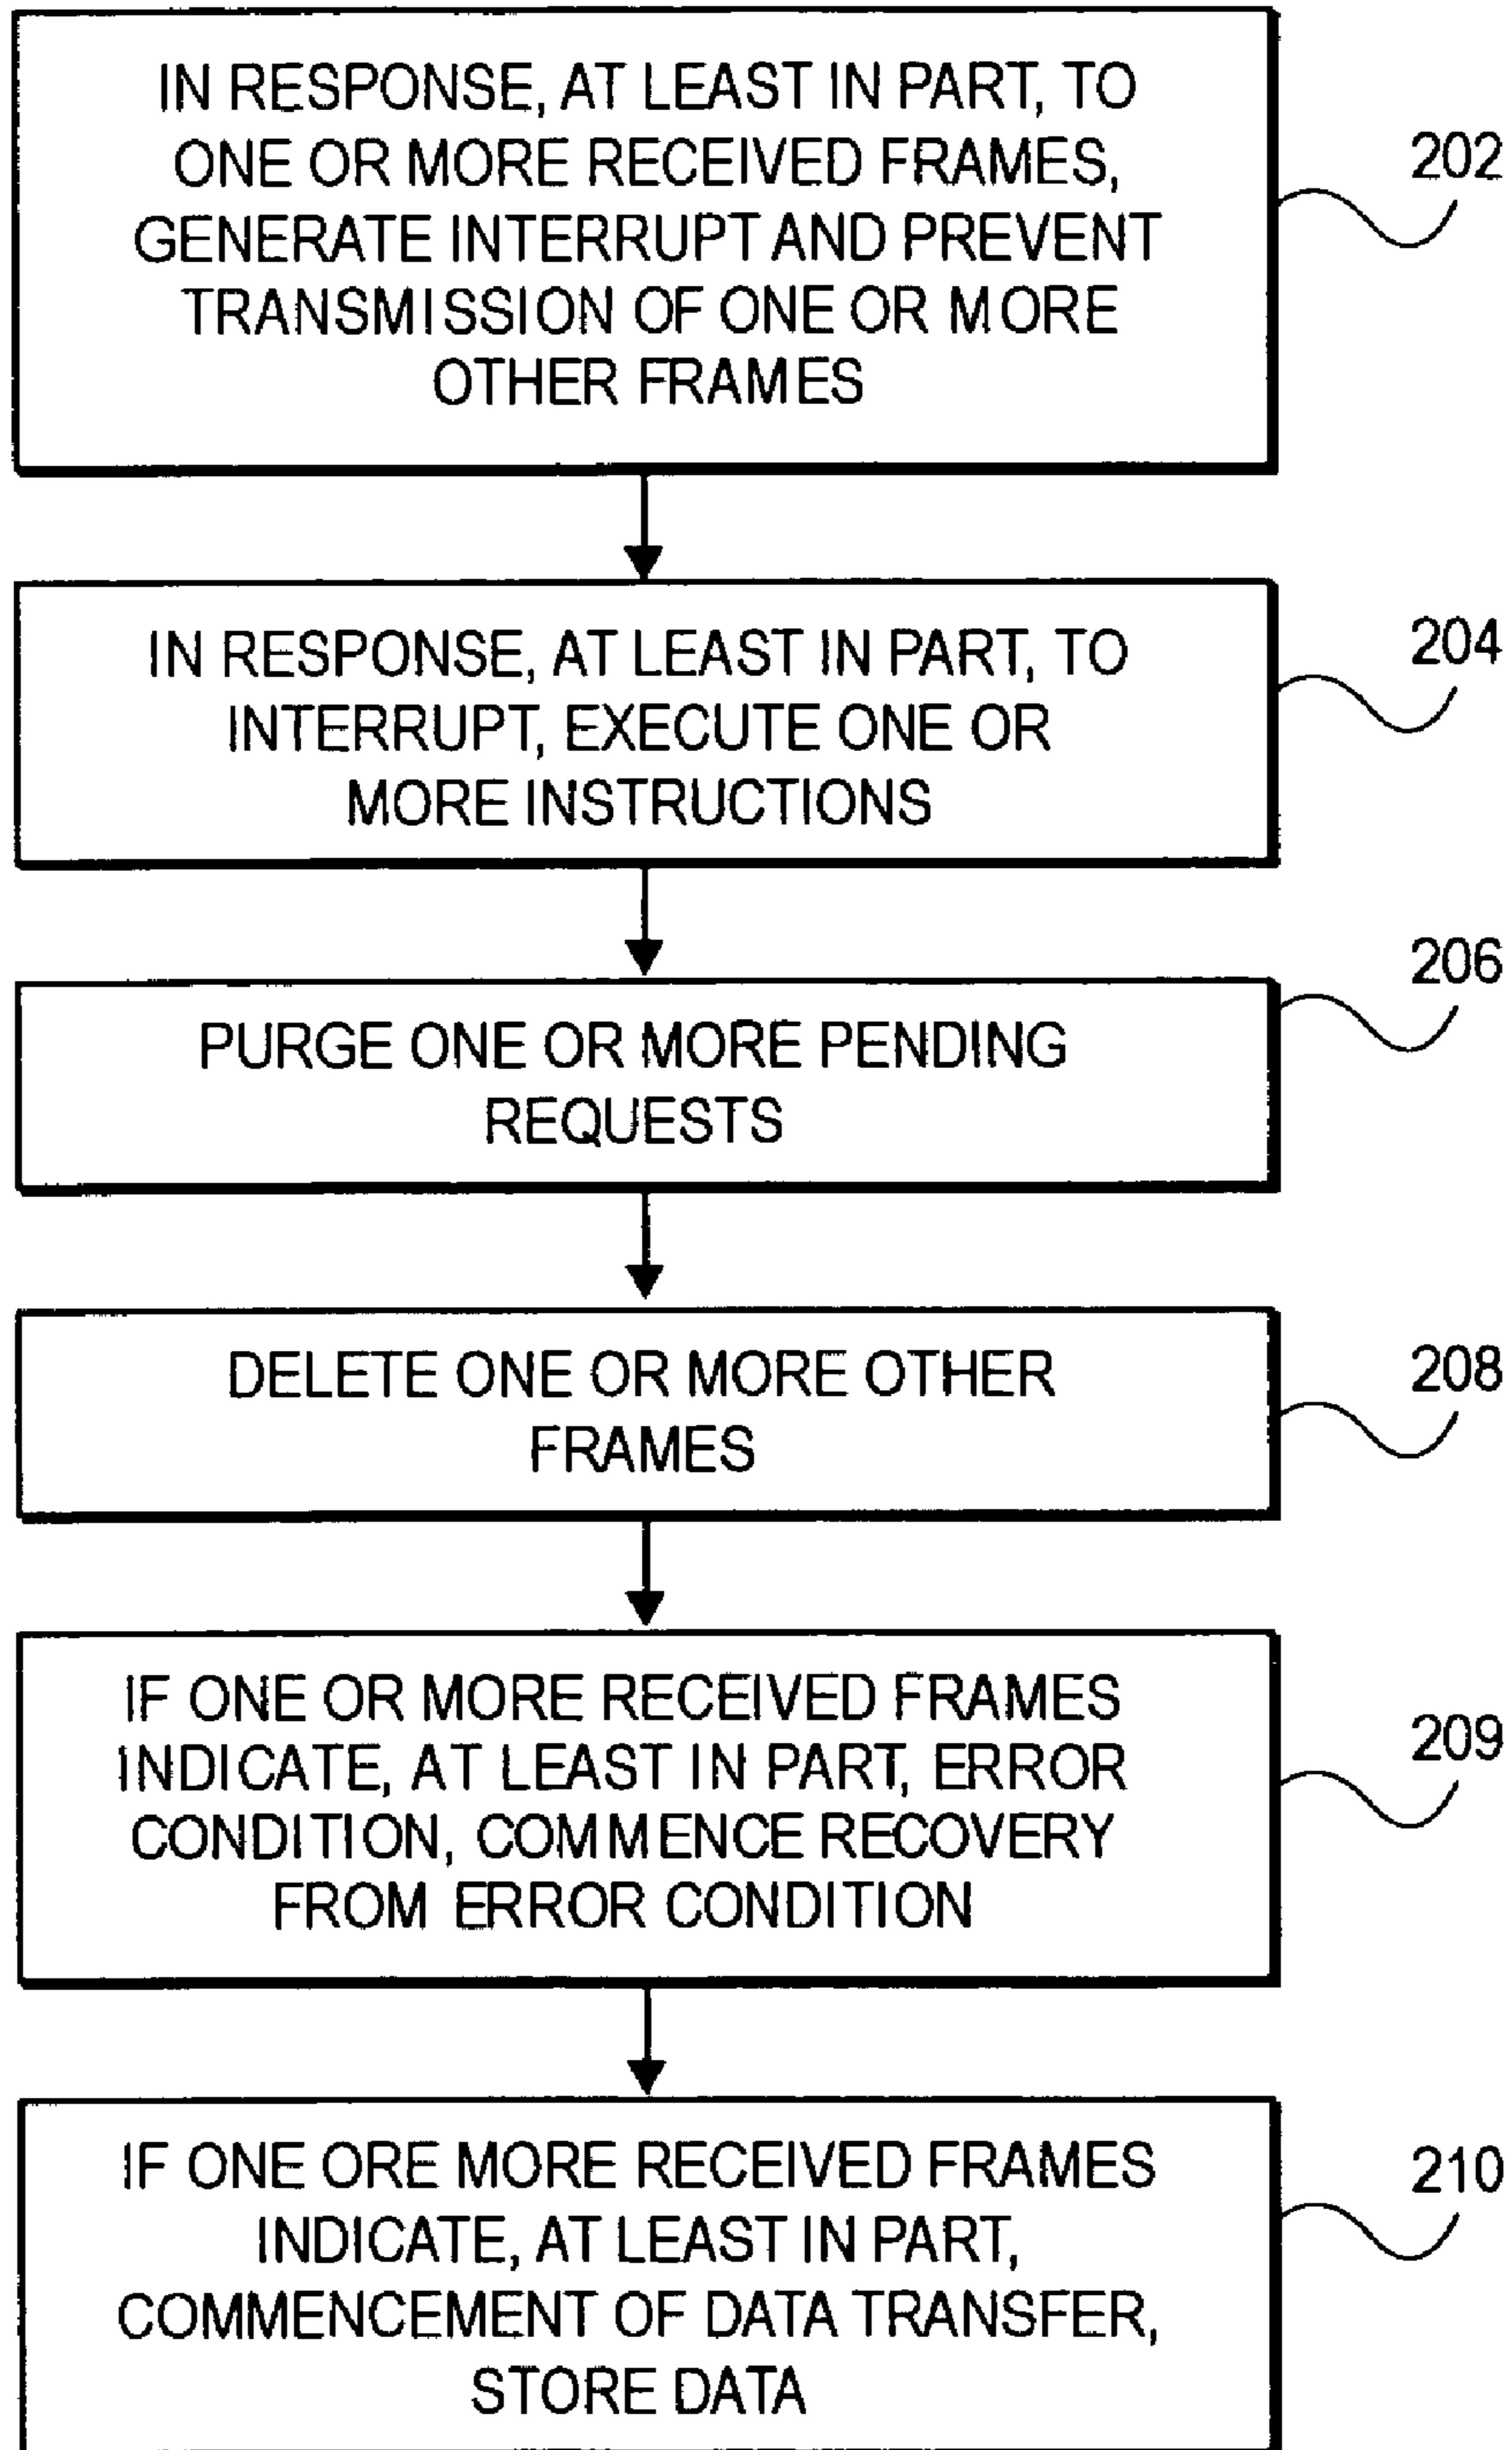 IN RESPONSE, AT LEAST IN PART, TO
ONE OR MORE RECEIVED FRAMES,
GENERATE INTERRUPT AND PREVENT
TRANSMISSION OF ONE OR MORE
OTHER FRAMES
202
IN RESPONSE, AT LEAST IN PART, TO
INTERRUPT, EXECUTE ONE OR
MORE INSTRUCTIONS
204
PURGE ONE OR MORE PENDING
REQUESTS
206
DELETE ONE OR MORE OTHER
FRAMES
208
IF ONE OR MORE RECEIVED FRAMES
INDICATE, AT LEAST IN PART, ERROR
CONDITION, COMMENCE RECOVERY
FROM ERROR CONDITION
209
IF ONE ORE MORE RECEIVED FRAMES
INDICATE, AT LEAST IN PART,
COMMENCEMENT OF DATA TRANSFER,
STORE DATA
210